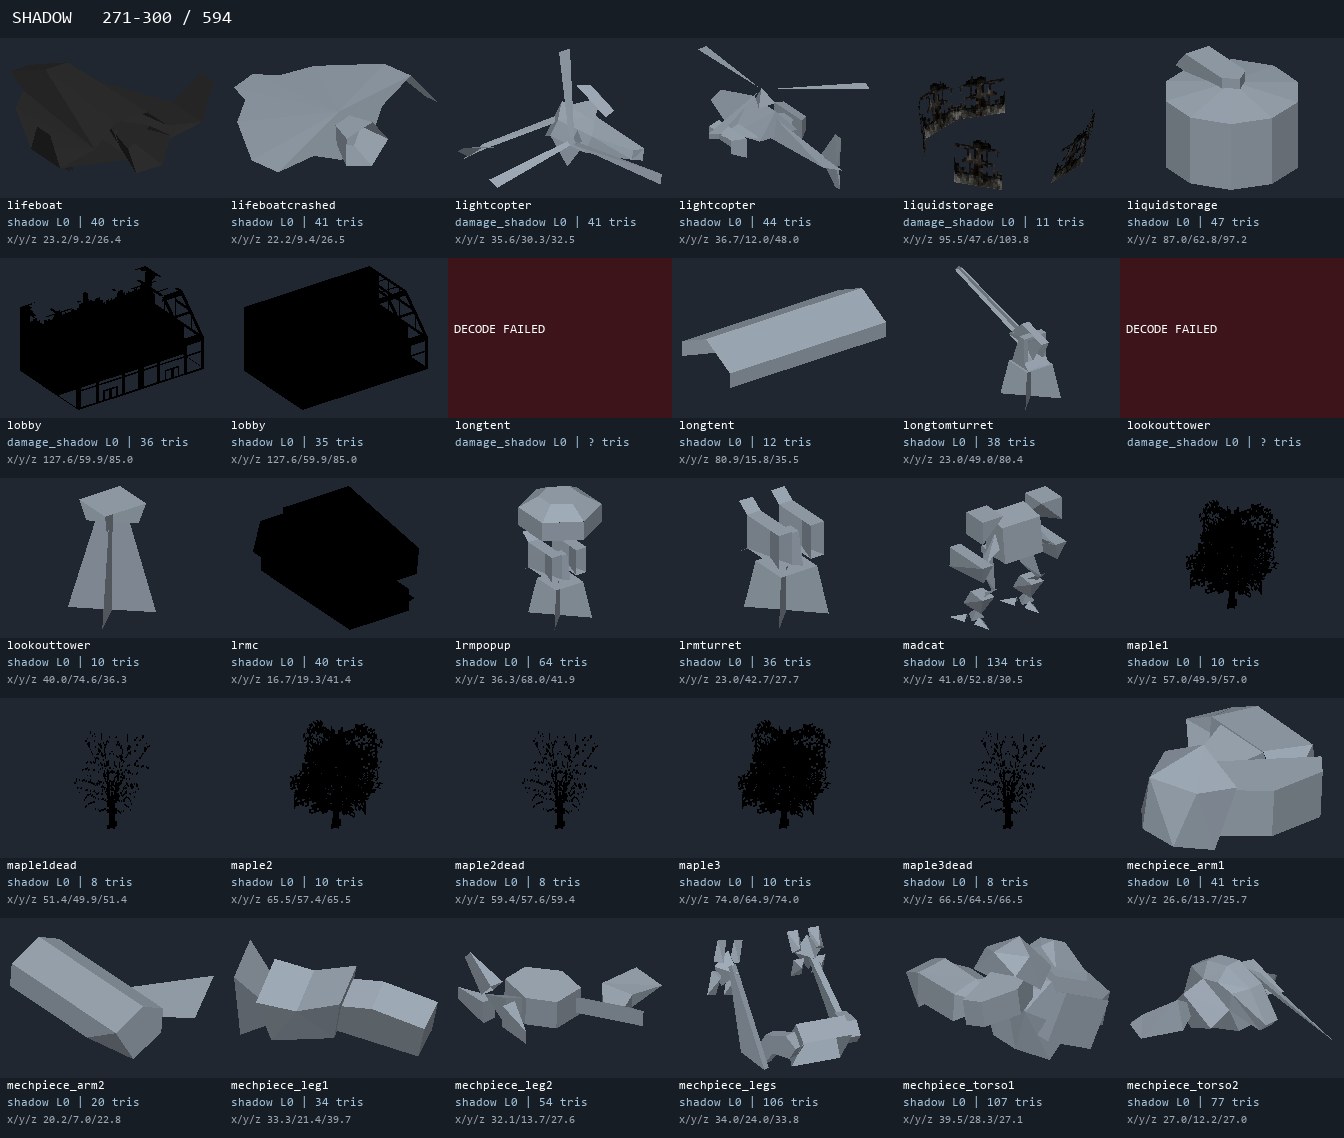 SHADOW 271-300 / 594
lifeboat
shadow L0 | 40 tris
x/y/z 23.2/9.2/26.4
lifeboatcrashed
shadow L0 | 41 tris
x/y/z 22.2/9.4/26.5
lightcopter
damage_shadow L0 | 41 tris
x/y/z 35.6/30.3/32.5
lightcopter
shadow L0 | 44 tris
x/y/z 36.7/12.0/48.0
liquidstorage
damage_shadow L0 | 11 tris
x/y/z 95.5/47.6/103.8
liquidstorage
shadow L0 | 47 tris
x/y/z 87.0/62.8/97.2
lobby
damage_shadow L0 | 36 tris
x/y/z 127.6/59.9/85.0
lobby
shadow L0 | 35 tris
x/y/z 127.6/59.9/85.0
DECODE FAILED
longtent
damage_shadow L0 | ? tris
longtent
shadow L0 | 12 tris
x/y/z 80.9/15.8/35.5
longtomturret
shadow L0 | 38 tris
x/y/z 23.0/49.0/80.4
DECODE FAILED
lookouttower
damage_shadow L0 | ? tris
lookouttower
shadow L0 | 10 tris
x/y/z 40.0/74.6/36.3
lrmc
shadow L0 | 40 tris
x/y/z 16.7/19.3/41.4
lrmpopup
shadow L0 | 64 tris
x/y/z 36.3/68.0/41.9
lrmturret
shadow L0 | 36 tris
x/y/z 23.0/42.7/27.7
madcat
shadow L0 | 134 tris
x/y/z 41.0/52.8/30.5
maple1
shadow L0 | 10 tris
x/y/z 57.0/49.9/57.0
maple1dead
shadow L0 | 8 tris
x/y/z 51.4/49.9/51.4
maple2
shadow L0 | 10 tris
x/y/z 65.5/57.4/65.5
maple2dead
shadow L0 | 8 tris
x/y/z 59.4/57.6/59.4
maple3
shadow L0 | 10 tris
x/y/z 74.0/64.9/74.0
maple3dead
shadow L0 | 8 tris
x/y/z 66.5/64.5/66.5
mechpiece_arm1
shadow L0 | 41 tris
x/y/z 26.6/13.7/25.7
mechpiece_arm2
shadow L0 | 20 tris
x/y/z 20.2/7.0/22.8
mechpiece_leg1
shadow L0 | 34 tris
x/y/z 33.3/21.4/39.7
mechpiece_leg2
shadow L0 | 54 tris
x/y/z 32.1/13.7/27.6
mechpiece_legs
shadow L0 | 106 tris
x/y/z 34.0/24.0/33.8
mechpiece_torso1
shadow L0 | 107 tris
x/y/z 39.5/28.3/27.1
mechpiece_torso2
shadow L0 | 77 tris
x/y/z 27.0/12.2/27.0